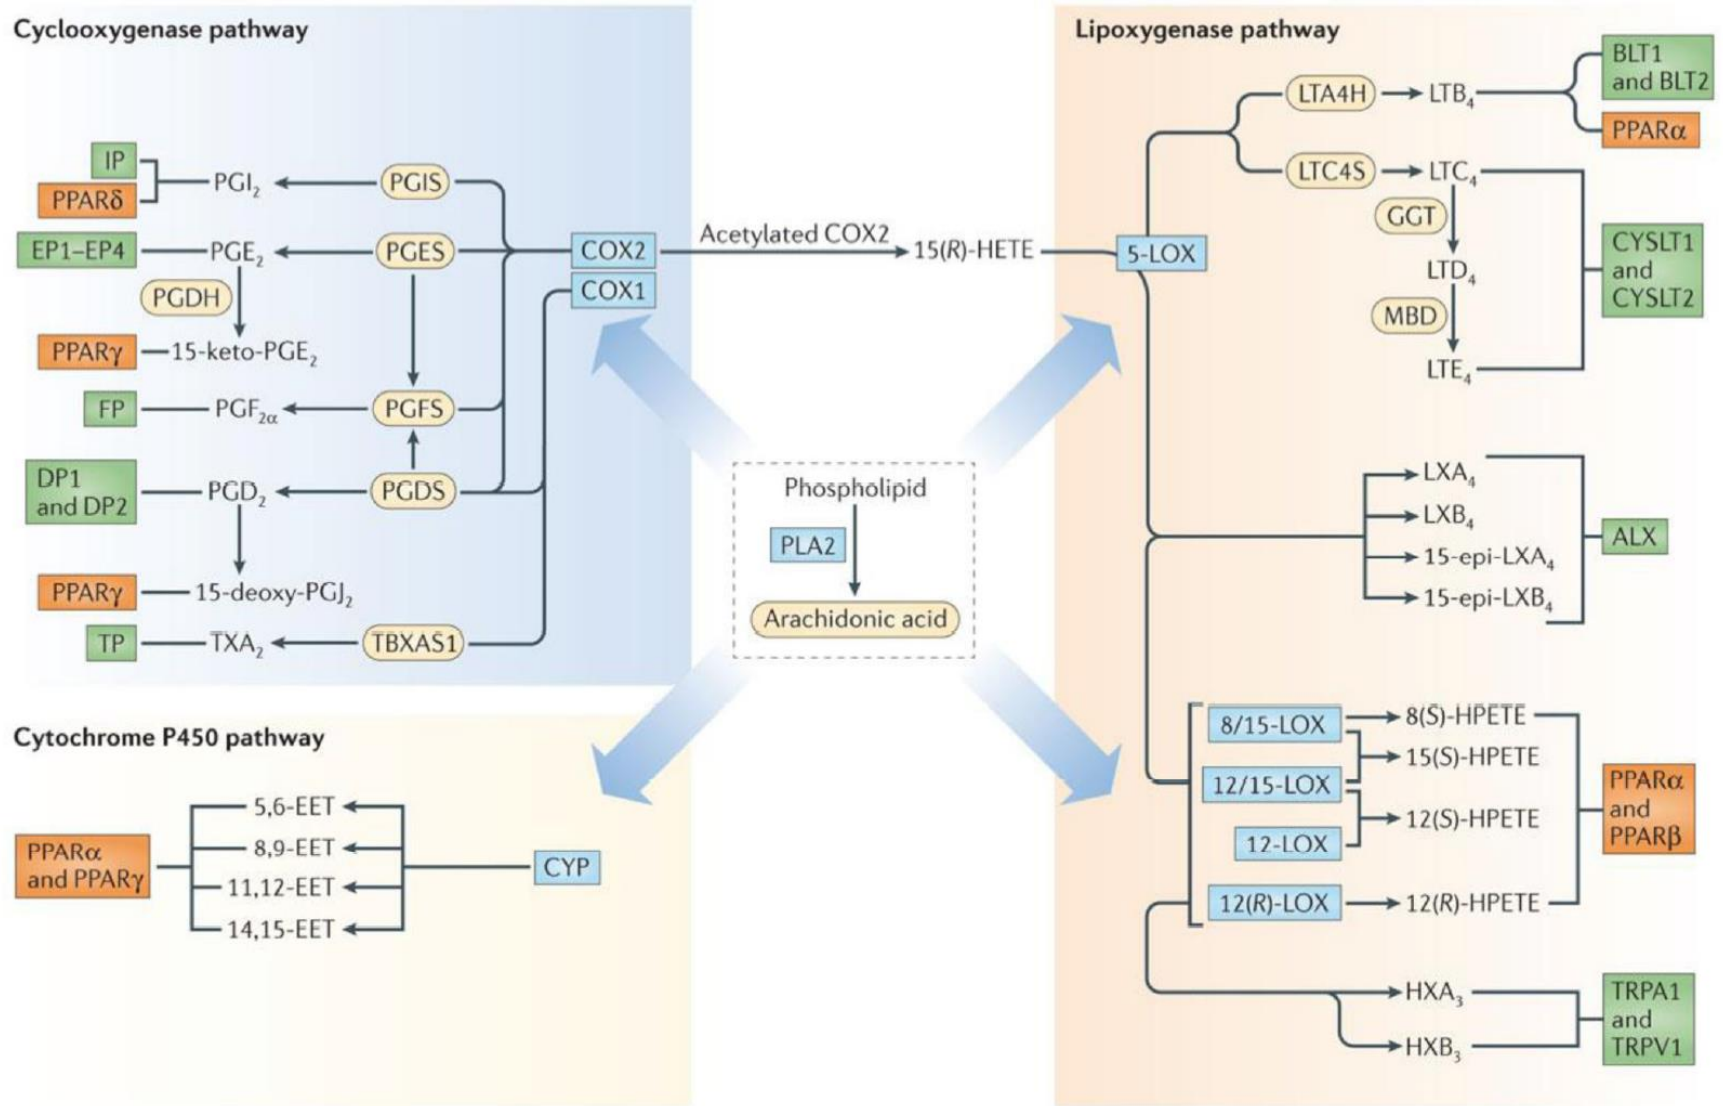 Cyclooxygenase pathway
IP
PPARδ
PGI₂
PGIS
EP1–EP4
PGE₂
PGES
COX2
COX1
PGDH
PPARγ
15-keto-PGE₂
FP
PGF₂α
PGFS
DP1
and DP2
PGD₂
PGDS
PPARγ
15-deoxy-PGJ₂
TP
TXA₂
TBXAS1
Acetylated COX2
15(R)-HETE
Phospholipid
PLA2
Arachidonic acid
Cytochrome P450 pathway
PPARα
and PPARγ
5,6-EET
8,9-EET
11,12-EET
14,15-EET
CYP
Lipoxygenase pathway
5-LOX
LTA4H
LTB₄
BLT1
and BLT2
PPARα
LTC4S
LTC₄
GGT
LTD₄
MBD
LTE₄
CYSLT1
and
CYSLT2
LXA₄
LXB₄
15-epi-LXA₄
15-epi-LXB₄
ALX
8/15-LOX
8(S)-HPETE
15(S)-HPETE
12/15-LOX
12(S)-HPETE
12-LOX
12(R)-LOX
12(R)-HPETE
PPARα
and
PPARβ
HXA₃
HXB₃
TRPA1
and
TRPV1